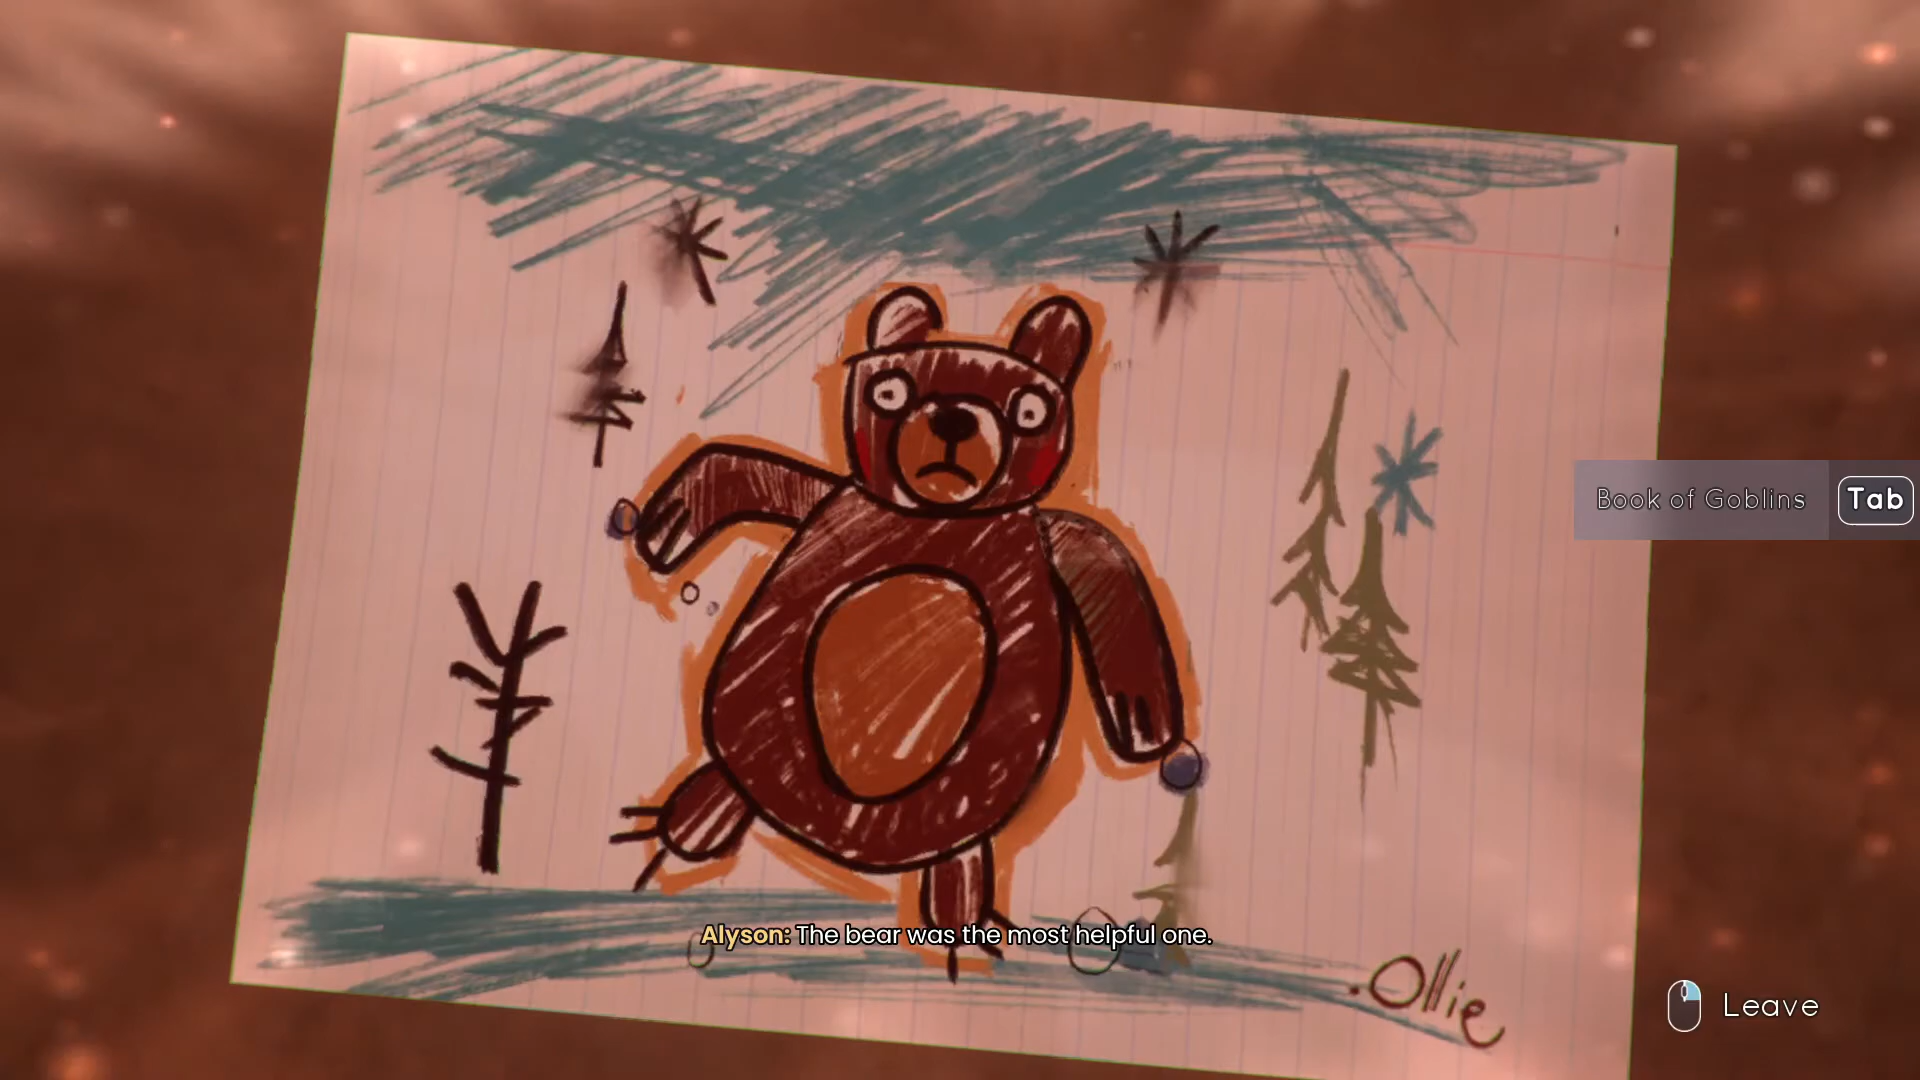 Book of Goblins Tab
Alyson: The bear was the most helpful one.
Ollie
Leave